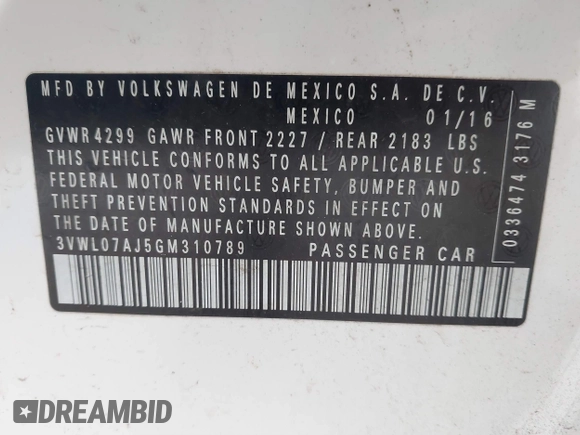 MFD BY VOLKSWAGEN DE MEXICO S.A. DE C.V.
MEXICO 01/16
GVWR 4299 GAWR FRONT 2227 / REAR 2183 LBS
THIS VEHICLE CONFORMS TO ALL APPLICABLE U.S.
FEDERAL MOTOR VEHICLE SAFETY, BUMPER AND
THEFT PREVENTION STANDARDS IN EFFECT ON
THE DATE OF MANUFACTURE SHOWN ABOVE.
3VWL07AJ5GM310789 PASSENGER CAR
0336474 3176 M
DREAMBID